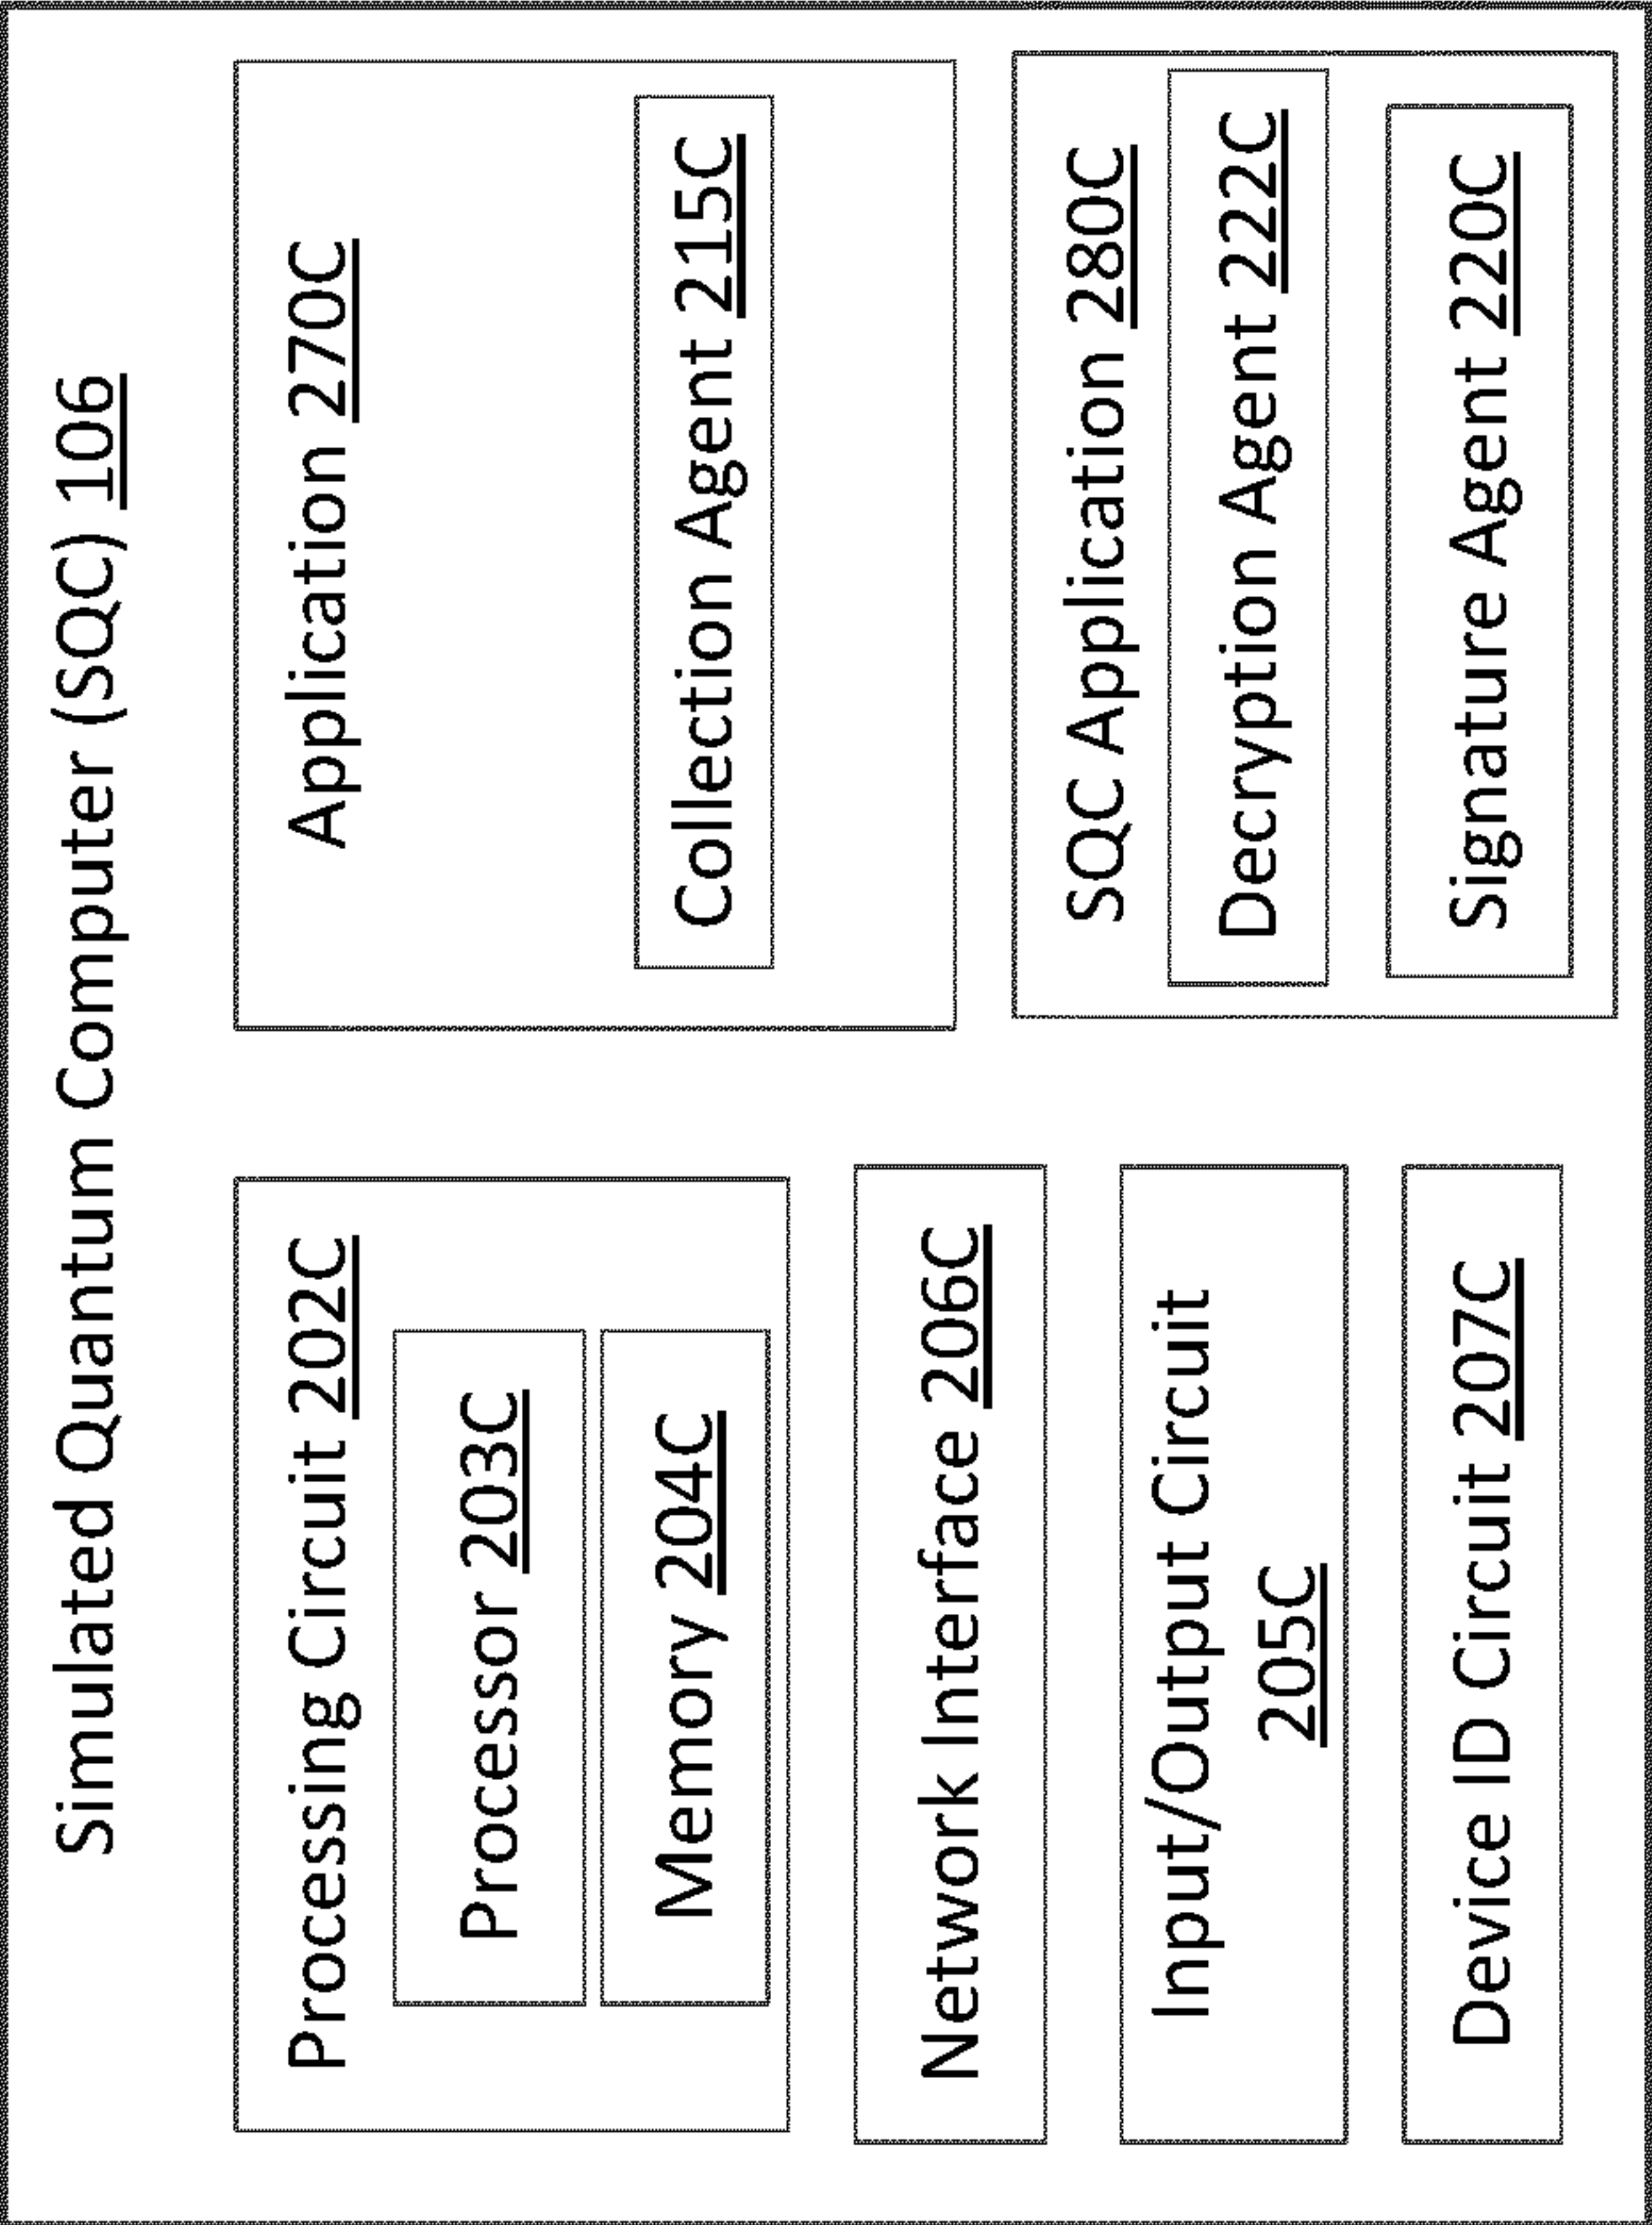 Simulated Quantum Computer (SQC) 106
Processing Circuit 202C
Processor 203C
Memory 204C
Network Interface 206C
Input/Output Circuit
205C
Device ID Circuit 207C
Application 270C
Collection Agent 215C
SQC Application 280C
Decryption Agent 222C
Signature Agent 220C